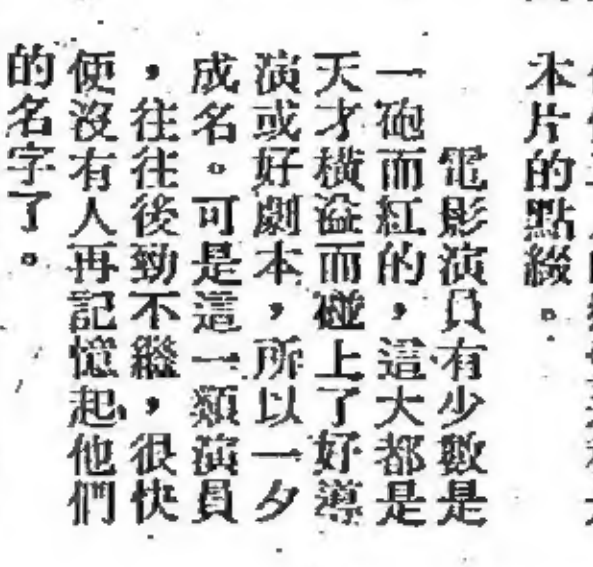 本片的點綴。
電影演員有少數是
一砲而紅的，這大都是
天才橫溢而碰上了好導
演或好劇本，所以一夕
成名。可是這一類演員
，往往後勁不繼，很快
便沒有人再記憶起他們
的名字了。